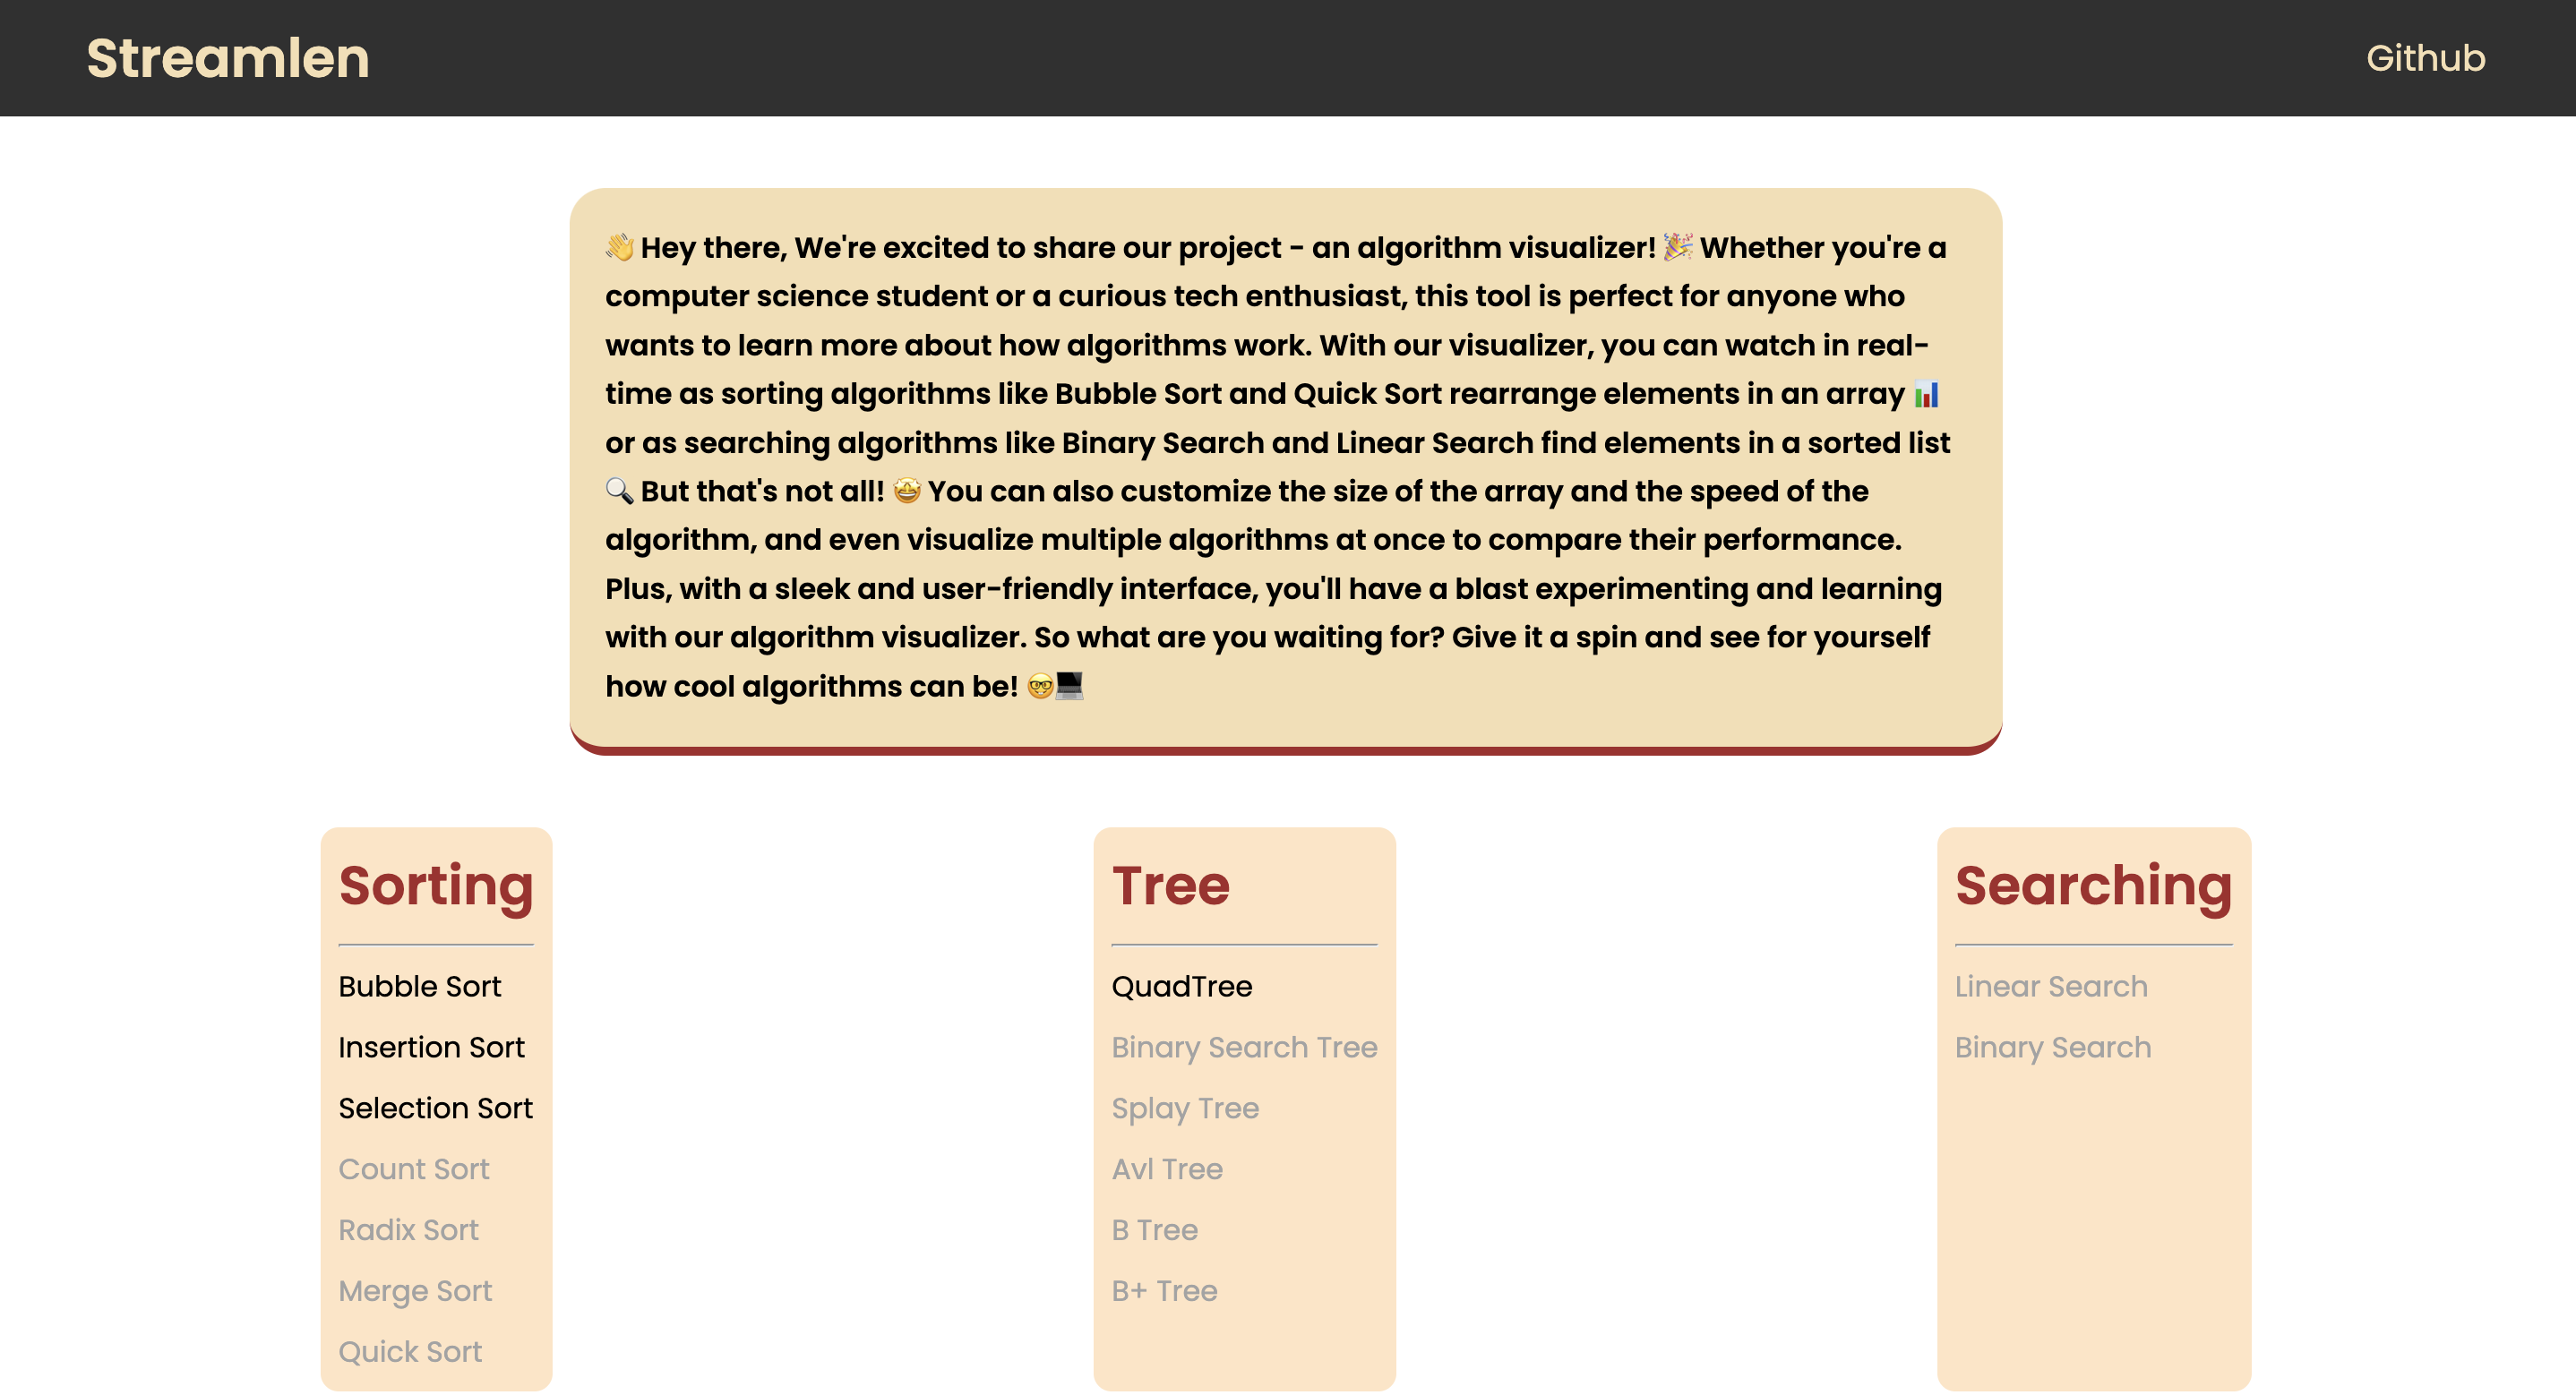 Streamlen
Github
👋 Hey there, We're excited to share our project - an algorithm visualizer! 🎉 Whether you're a
computer science student or a curious tech enthusiast, this tool is perfect for anyone who
wants to learn more about how algorithms work. With our visualizer, you can watch in real-
time as sorting algorithms like Bubble Sort and Quick Sort rearrange elements in an array 📊
or as searching algorithms like Binary Search and Linear Search find elements in a sorted list
🔍 But that's not all! 🤩 You can also customize the size of the array and the speed of the
algorithm, and even visualize multiple algorithms at once to compare their performance.
Plus, with a sleek and user-friendly interface, you'll have a blast experimenting and learning
with our algorithm visualizer. So what are you waiting for? Give it a spin and see for yourself
how cool algorithms can be! 🤓💻
Sorting
Bubble Sort
Insertion Sort
Selection Sort
Count Sort
Radix Sort
Merge Sort
Quick Sort
Tree
QuadTree
Binary Search Tree
Splay Tree
Avl Tree
B Tree
B+ Tree
Searching
Linear Search
Binary Search